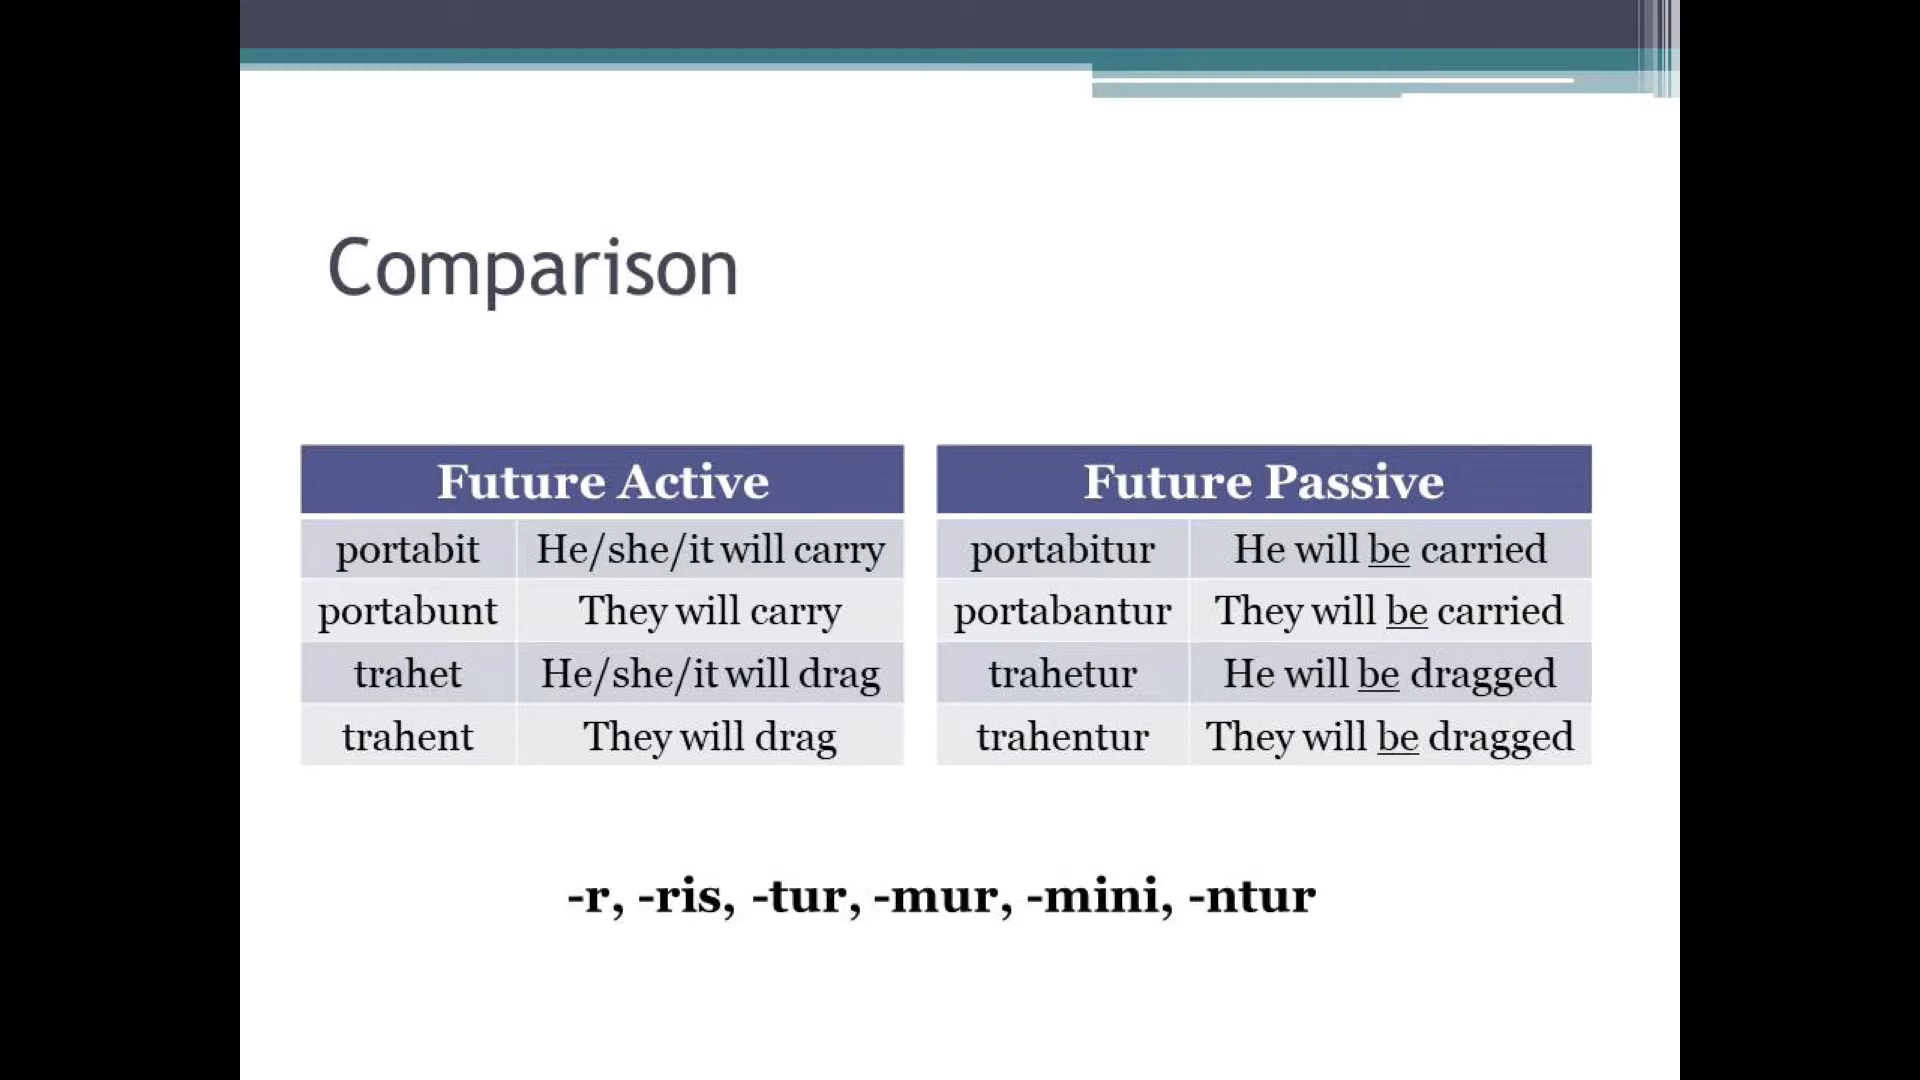 Comparison
Future Active
portabit He/she/it will carry
portabunt They will carry
trahet He/she/it will drag
trahent They will drag
Future Passive
portabitur He will be carried
portabantur They will be carried
trahetur He will be dragged
trahentur They will be dragged
-r, -ris, -tur, -mur, -mini, -ntur